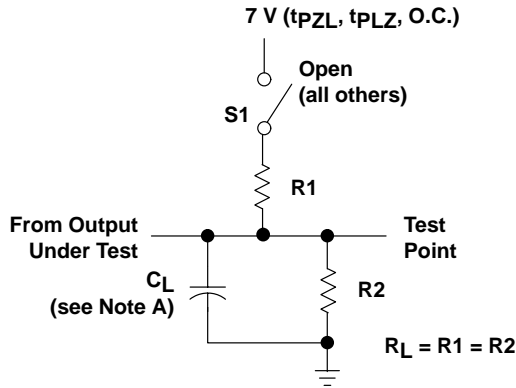 7 V (tPZL, tPLZ, O.C.)
Open
(all others)
S1
R1
From Output
Under Test
Test
Point
CL
(see Note A)
R2
RL = R1 = R2